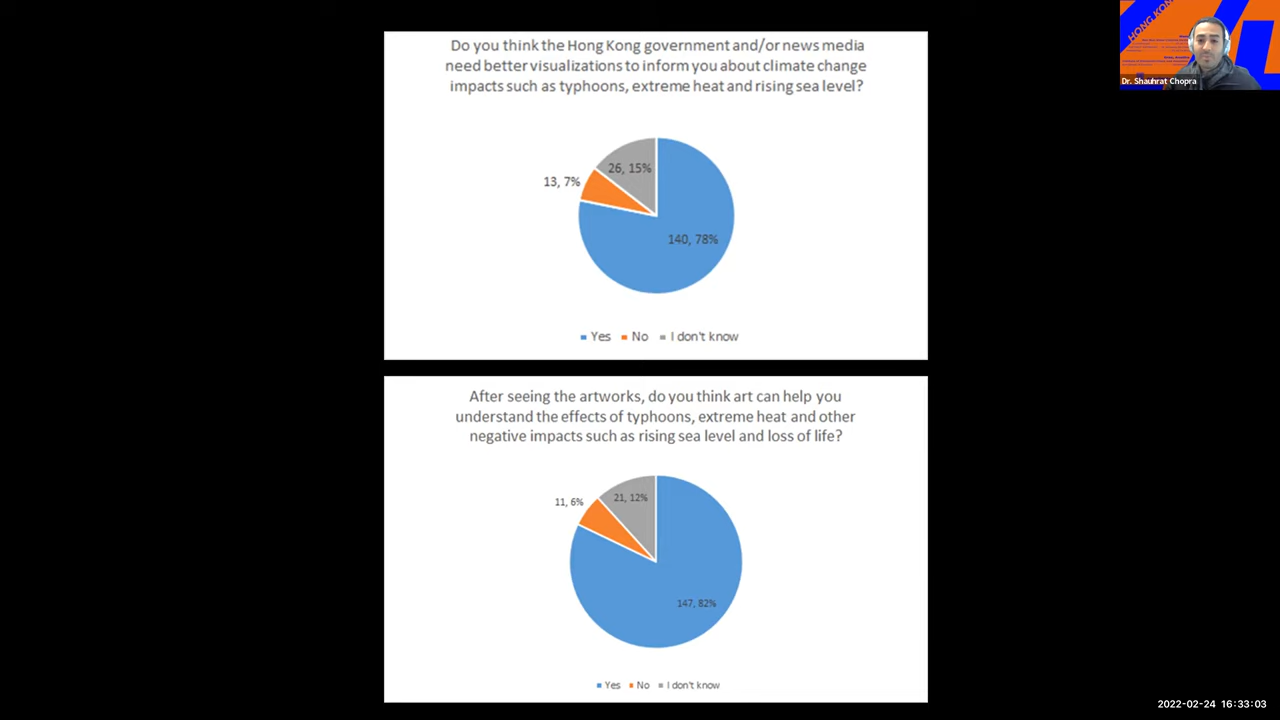 Do you think the Hong Kong government and/or news media
need better visualizations to inform you about climate change
impacts such as typhoons, extreme heat and rising sea level?
26, 15%
13, 7%
140, 78%
Yes No I don't know
After seeing the artworks, do you think art can help you
understand the effects of typhoons, extreme heat and other
negative impacts such as rising sea level and loss of life?
21, 12%
11, 6%
147, 82%
Yes No I don't know
HONG KON
Dr. Shauhrat Chopra
2022-02-24 16:33:03